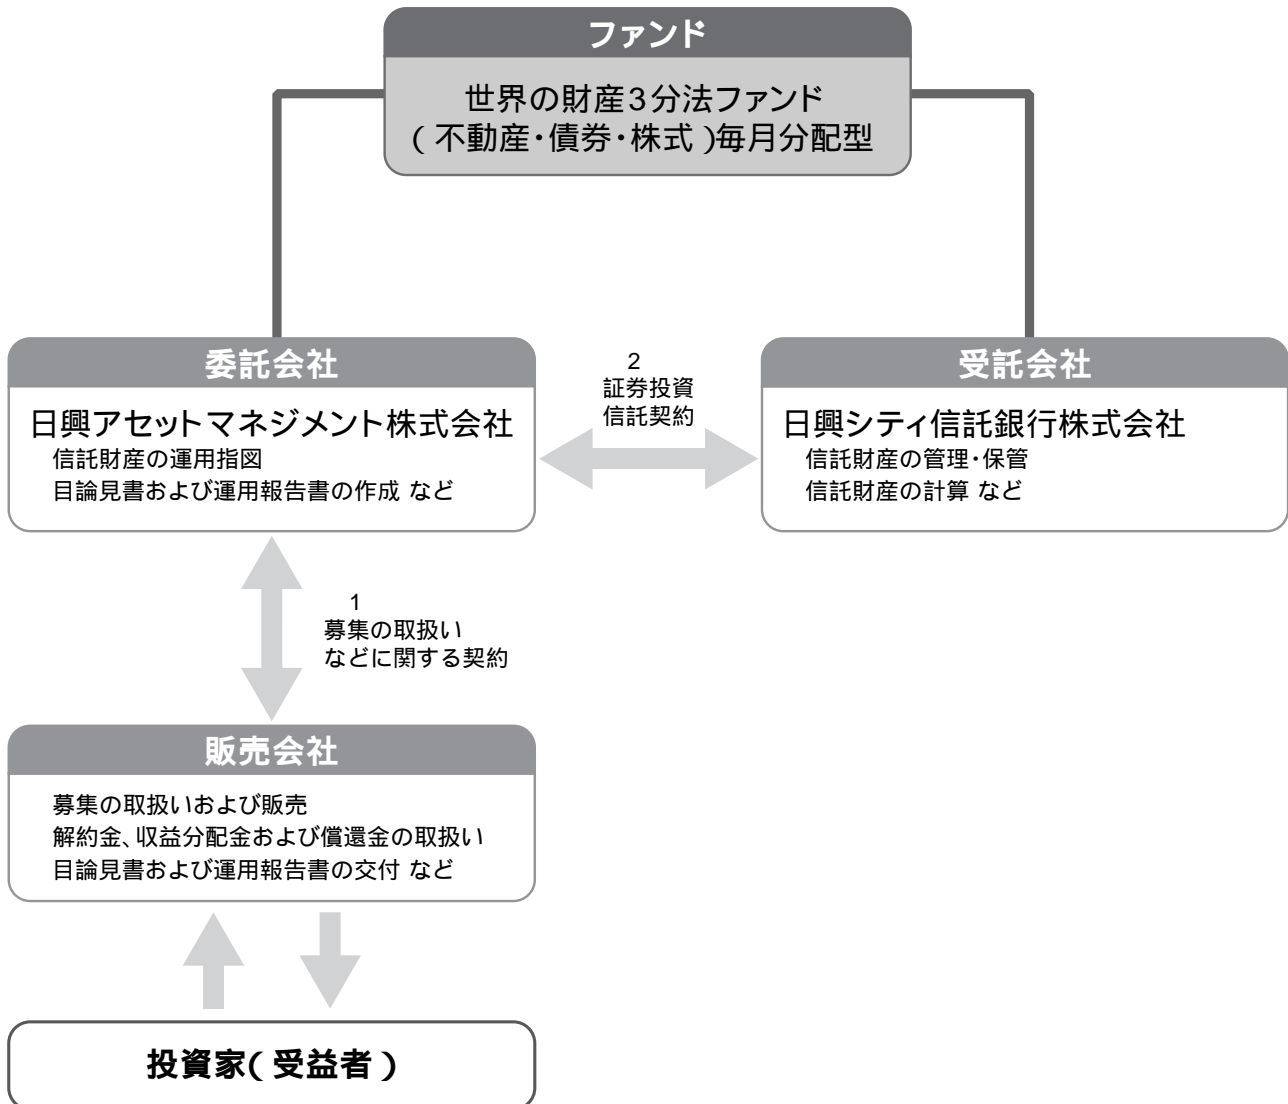 ファンド
世界の財産3分法ファンド
(不動産・債券・株式)毎月分配型
委託会社
日興アセットマネジメント株式会社
信託財産の運用指図
目論見書および運用報告書の作成 など
2
証券投資
信託契約
受託会社
日興シティ信託銀行株式会社
信託財産の管理・保管
信託財産の計算 など
1
募集の取扱い
などに関する契約
販売会社
募集の取扱いおよび販売
解約金、収益分配金および償還金の取扱い
目論見書および運用報告書の交付 など
投資家(受益者)